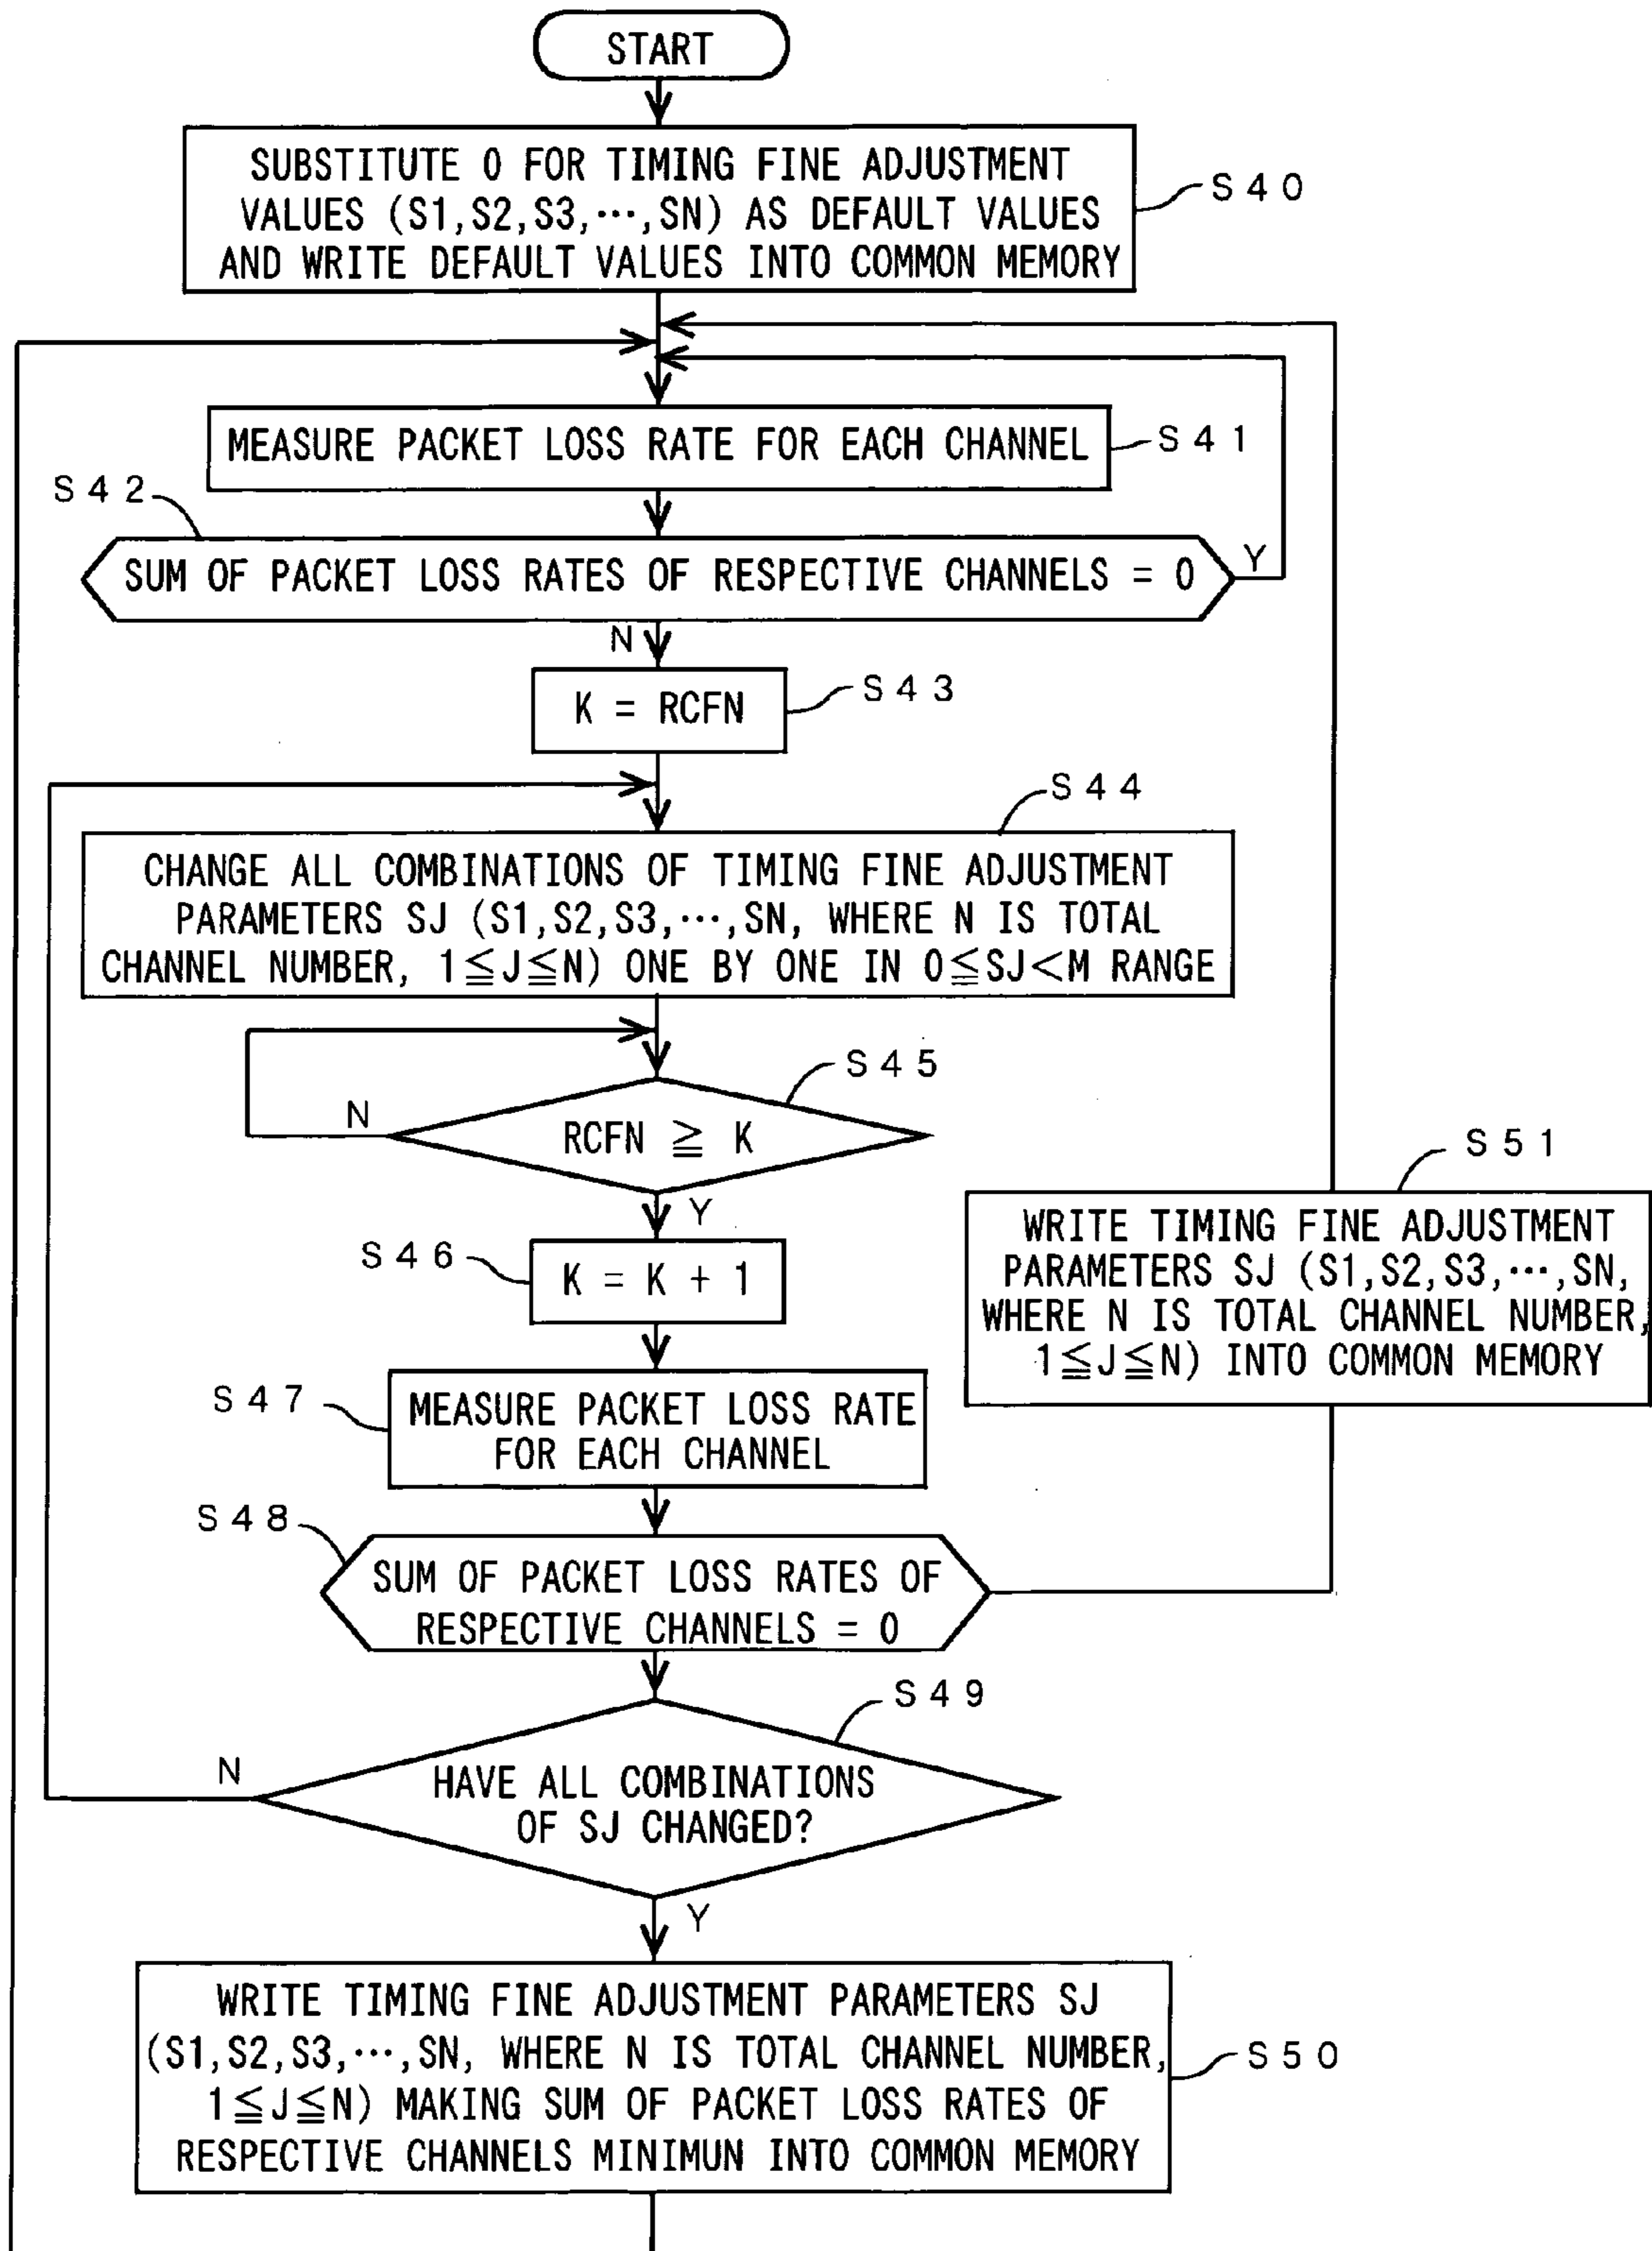 START
SUBSTITUTE 0 FOR TIMING FINE ADJUSTMENT
VALUES (S1,S2,S3,⋯,SN) AS DEFAULT VALUES
AND WRITE DEFAULT VALUES INTO COMMON MEMORY
S40
MEASURE PACKET LOSS RATE FOR EACH CHANNEL
S41
S42
SUM OF PACKET LOSS RATES OF RESPECTIVE CHANNELS = 0
Y
N
K = RCFN
S43
S44
CHANGE ALL COMBINATIONS OF TIMING FINE ADJUSTMENT
PARAMETERS SJ (S1,S2,S3,⋯,SN, WHERE N IS TOTAL
CHANNEL NUMBER, 1≦J≦N) ONE BY ONE IN 0≦SJ<M RANGE
S45
N
RCFN ≧ K
Y
S46
K = K + 1
S51
WRITE TIMING FINE ADJUSTMENT
PARAMETERS SJ (S1,S2,S3,⋯,SN,
WHERE N IS TOTAL CHANNEL NUMBER,
1≦J≦N) INTO COMMON MEMORY
S47
MEASURE PACKET LOSS RATE
FOR EACH CHANNEL
S48
SUM OF PACKET LOSS RATES OF
RESPECTIVE CHANNELS = 0
S49
N
HAVE ALL COMBINATIONS
OF SJ CHANGED?
Y
WRITE TIMING FINE ADJUSTMENT PARAMETERS SJ
(S1,S2,S3,⋯,SN, WHERE N IS TOTAL CHANNEL NUMBER,
1≦J≦N) MAKING SUM OF PACKET LOSS RATES OF
RESPECTIVE CHANNELS MINIMUN INTO COMMON MEMORY
S50